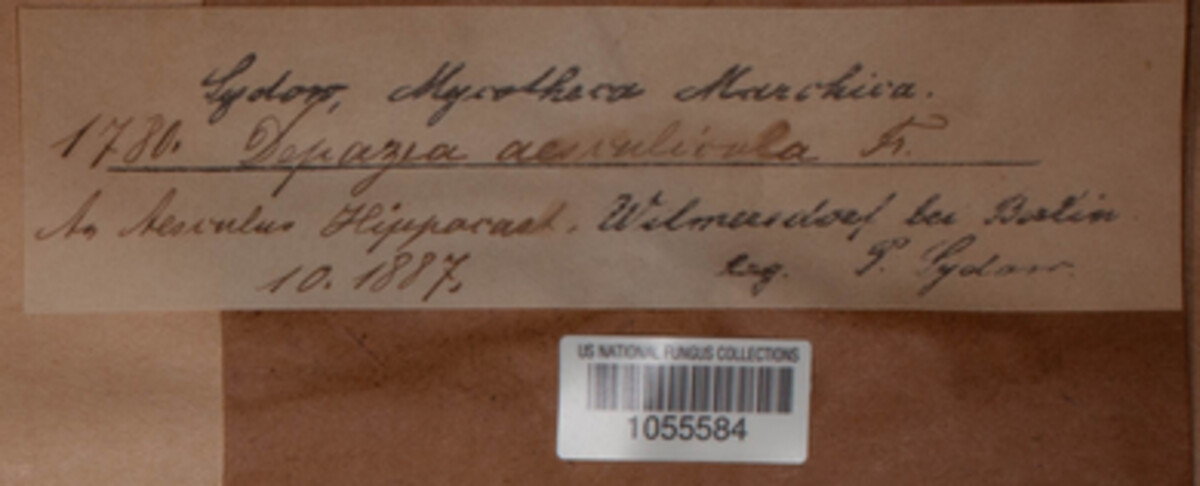 Sydow, Mycotheca Marchica.
1780. Depazea aesculicola Fr.
An Aesculus Hippocast. Wilmersdorf bei Berlin
10. 1887. leg. P. Sydow.
US NATIONAL FUNGUS COLLECTIONS
1055584